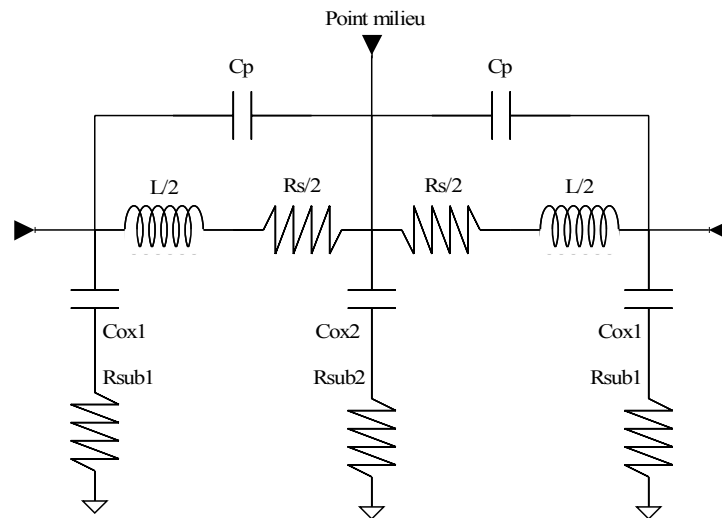 Point milieu
Cp
Cp
L/2
Rs/2
Rs/2
L/2
Cox1
Cox2
Cox1
Rsub1
Rsub2
Rsub1